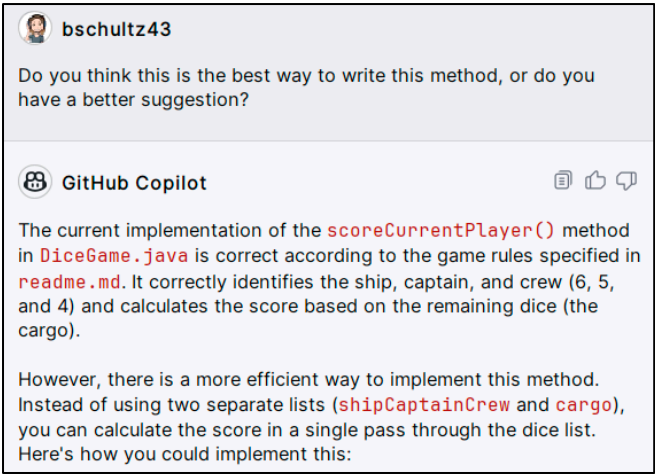 bschultz43
Do you think this is the best way to write this method, or do you
have a better suggestion?
GitHub Copilot
The current implementation of the scoreCurrentPlayer() method
in DiceGame.java is correct according to the game rules specified in
readme.md. It correctly identifies the ship, captain, and crew (6, 5,
and 4) and calculates the score based on the remaining dice (the
cargo).
However, there is a more efficient way to implement this method.
Instead of using two separate lists (shipCaptainCrew and cargo),
you can calculate the score in a single pass through the dice list.
Here's how you could implement this: